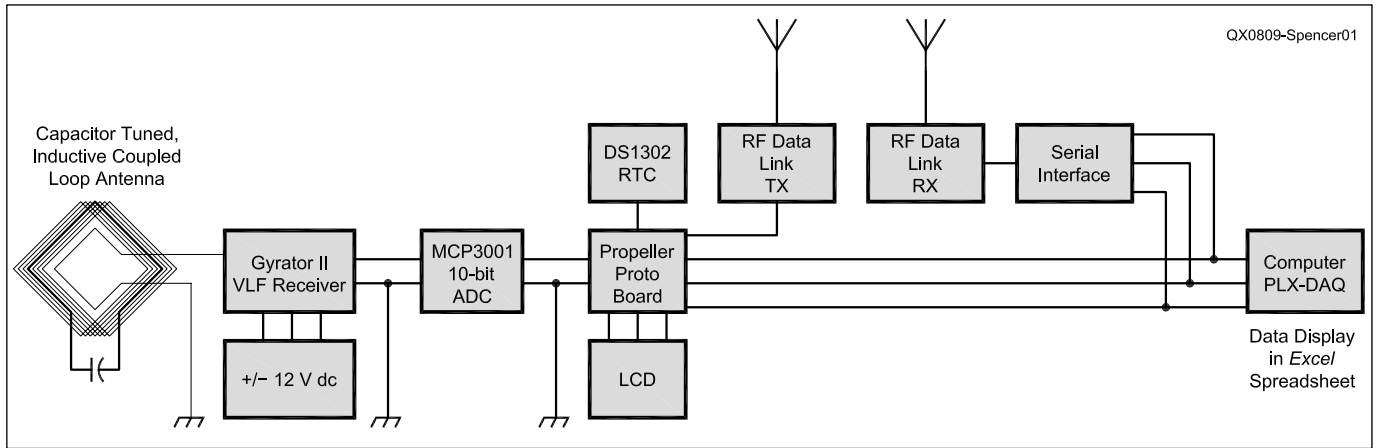 QX0809-Spencer01
Capacitor Tuned,
Inductive Coupled
Loop Antenna
DS1302
RTC
RF Data
Link
TX
RF Data
Link
RX
Serial
Interface
Gyrator II
VLF Receiver
MCP3001
10-bit
ADC
Propeller
Proto
Board
Computer
PLX-DAQ
+/− 12 V dc
LCD
Data Display
in Excel
Spreadsheet